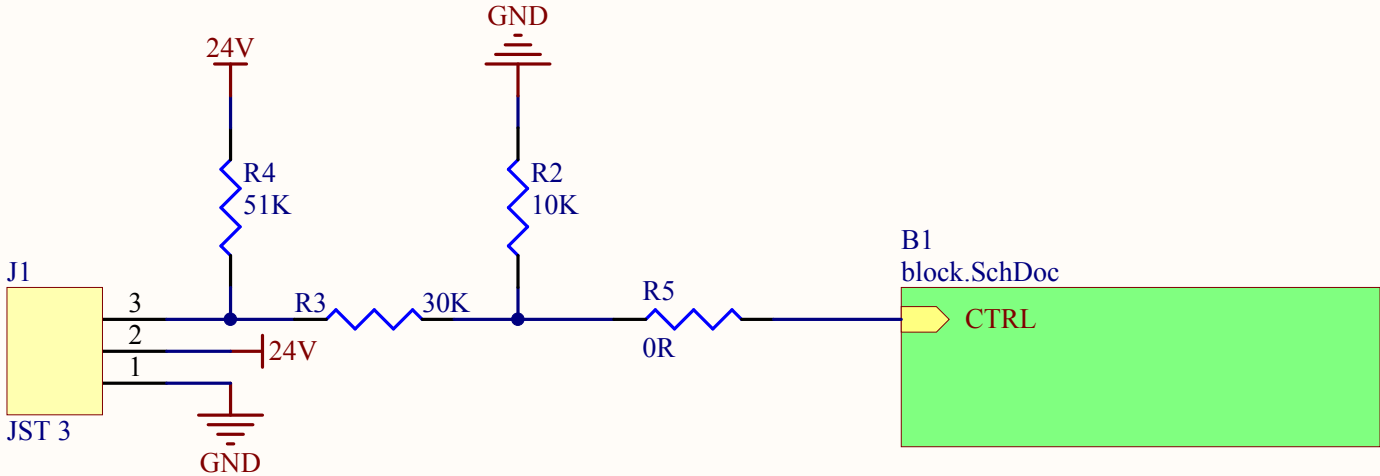 GND
24V
R4
51K
R2
10K
B1
block.SchDoc
J1
3
R3
30K
R5
0R
CTRL
2
24V
1
JST 3
GND